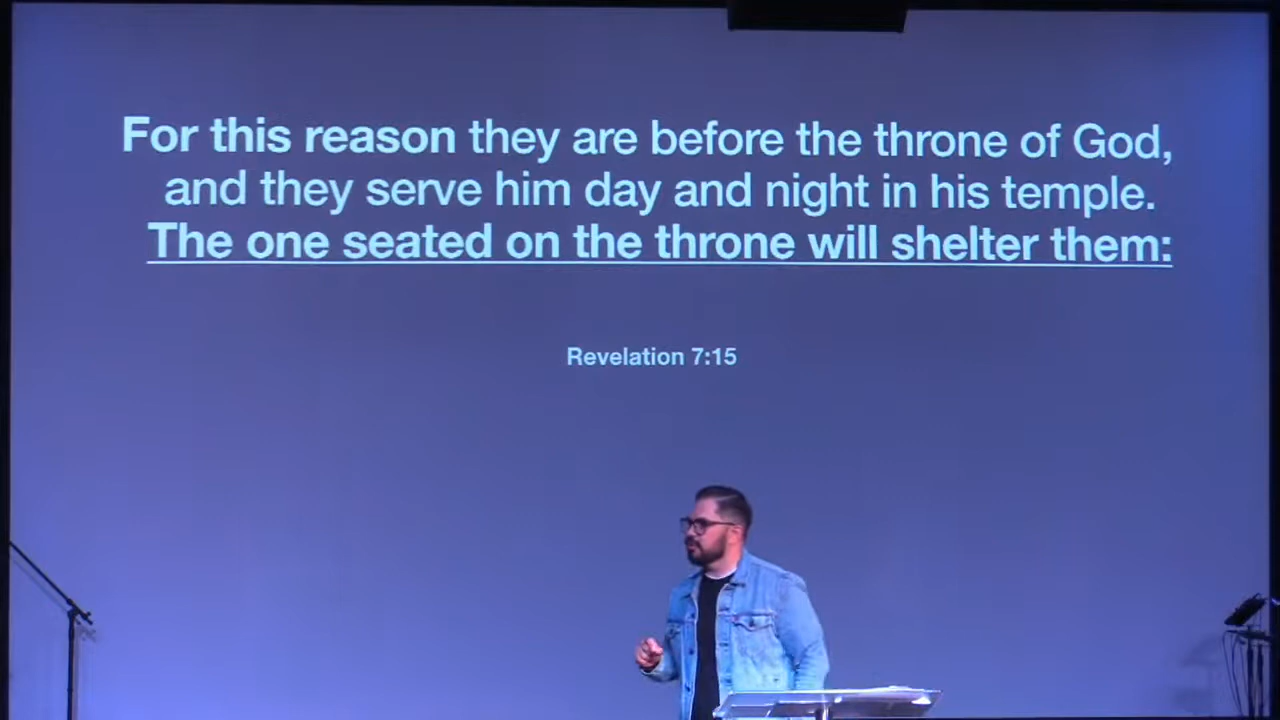 For this reason they are before the throne of God,
and they serve him day and night in his temple.
The one seated on the throne will shelter them:
Revelation 7:15